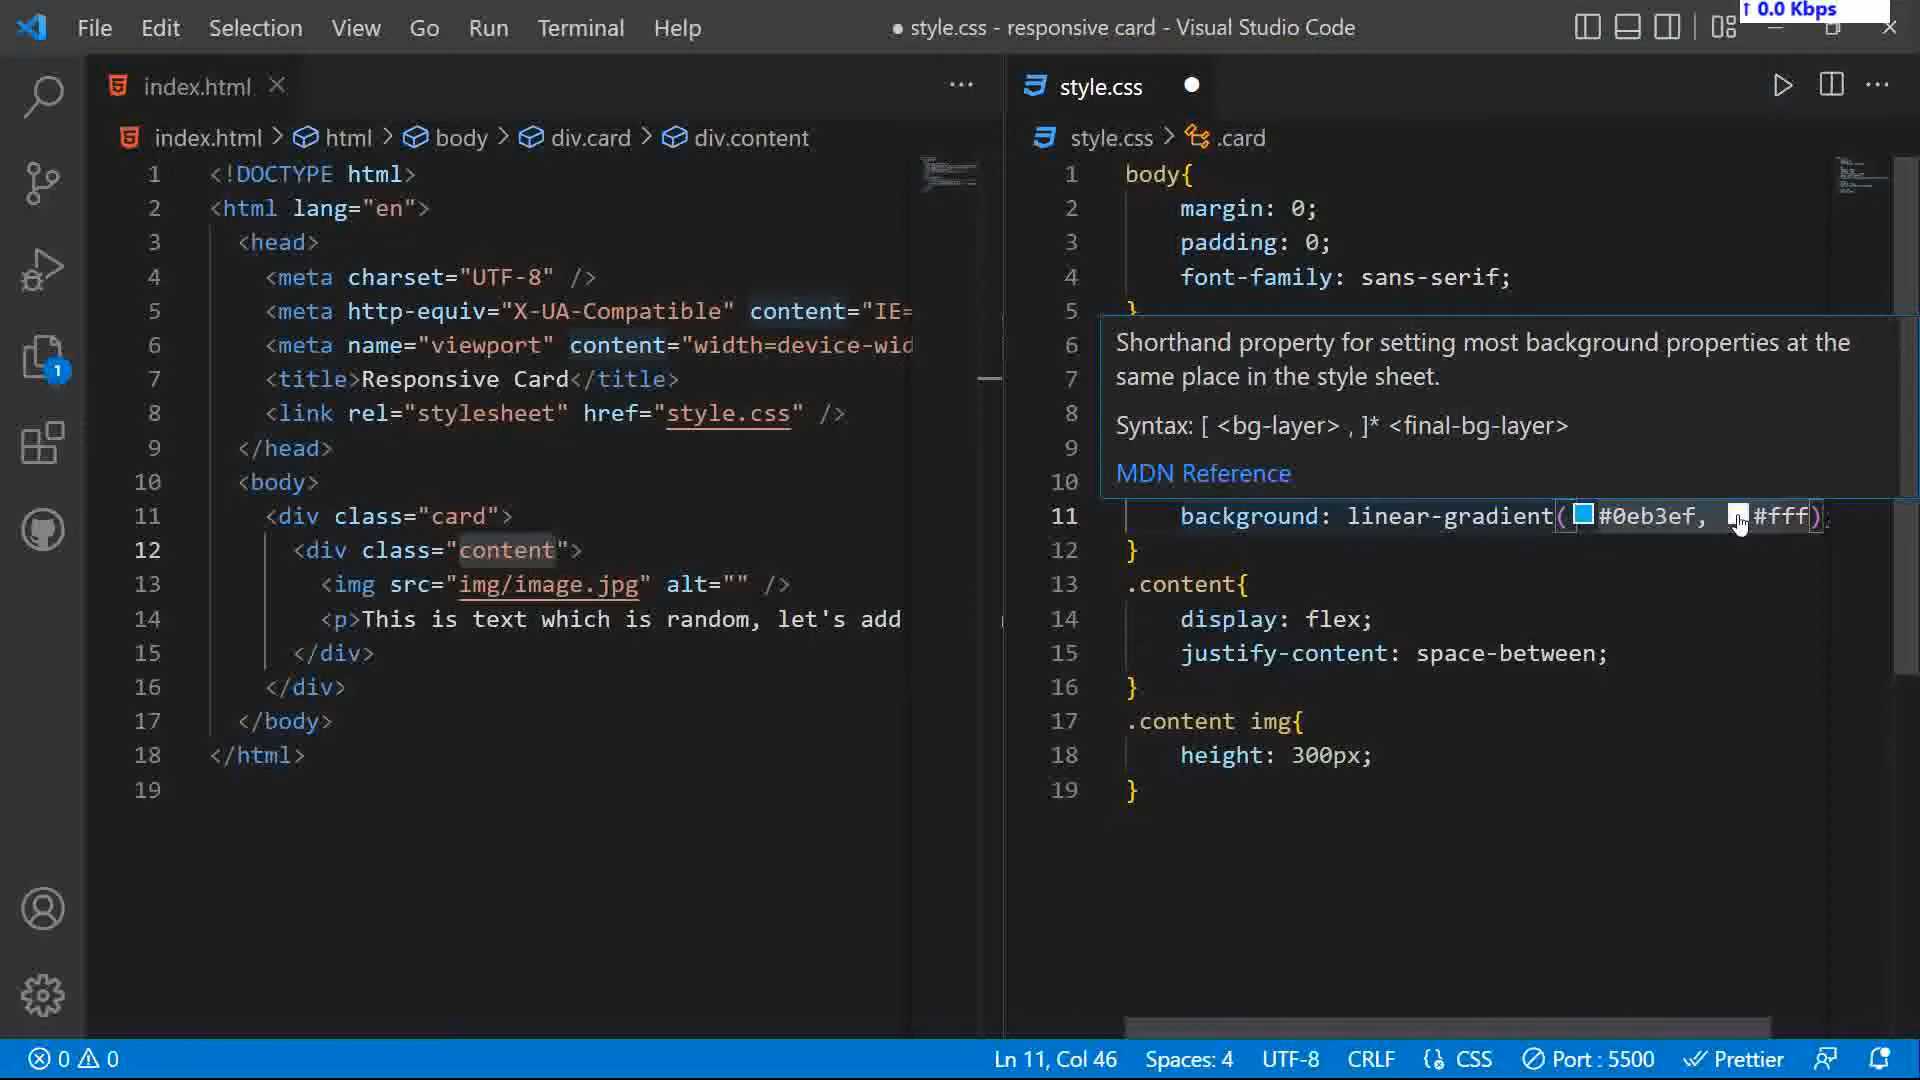 File Edit Selection View Go Run Terminal Help
● style.css - responsive card - Visual Studio Code
↑ 0.0 Kbps
index.html
index.html > html > body > div.card > div.content
1 <!DOCTYPE html>
2 <html lang="en">
3 <head>
4 <meta charset="UTF-8" />
5 <meta http-equiv="X-UA-Compatible" content="IE=
6 <meta name="viewport" content="width=device-wid
7 <title>Responsive Card</title>
8 <link rel="stylesheet" href="style.css" />
9 </head>
10 <body>
11 <div class="card">
12 <div class="content">
13 <img src="img/image.jpg" alt="" />
14 <p>This is text which is random, let's add
15 </div>
16 </div>
17 </body>
18 </html>
19
style.css
style.css > .card
1 body{
2 margin: 0;
3 padding: 0;
4 font-family: sans-serif;
5 }
6
7
8
9
10
Shorthand property for setting most background properties at the
same place in the style sheet.
Syntax: [ <bg-layer> , ]* <final-bg-layer>
MDN Reference
11 background: linear-gradient(#0eb3ef, #fff);
12 }
13 .content{
14 display: flex;
15 justify-content: space-between;
16 }
17 .content img{
18 height: 300px;
19 }
1
0 0
Ln 11, Col 46 Spaces: 4 UTF-8 CRLF {} CSS Port : 5500 Prettier